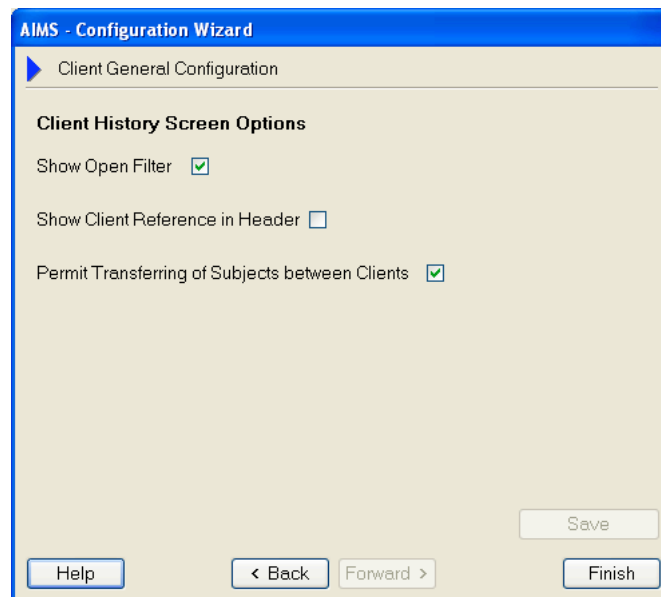 AIMS - Configuration Wizard
Client General Configuration
Client History Screen Options
Show Open Filter
Show Client Reference in Header
Permit Transferring of Subjects between Clients
Save
Help
< Back
Forward >
Finish